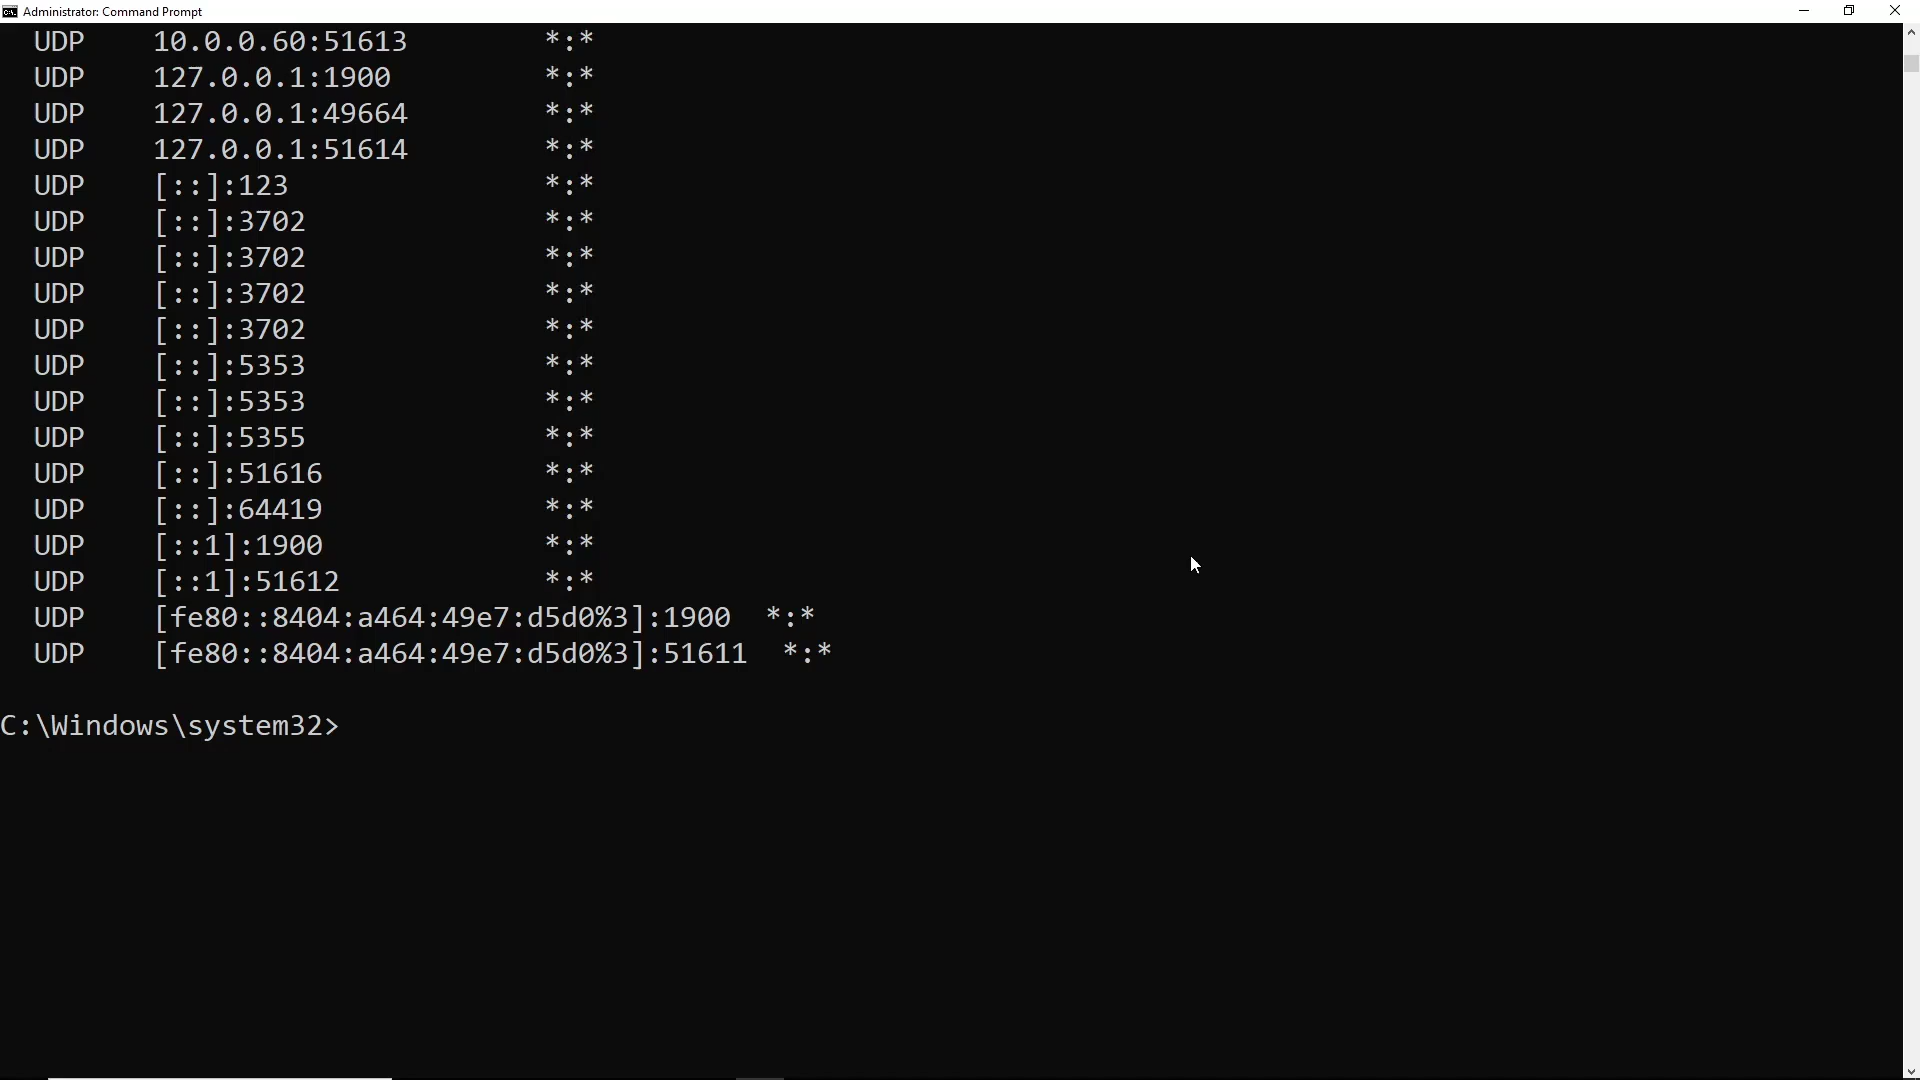 Administrator: Command Prompt
UDP    10.0.0.60:51613        *:*
UDP    127.0.0.1:1900         *:*
UDP    127.0.0.1:49664        *:*
UDP    127.0.0.1:51614        *:*
UDP    [::]:123               *:*
UDP    [::]:3702              *:*
UDP    [::]:3702              *:*
UDP    [::]:3702              *:*
UDP    [::]:3702              *:*
UDP    [::]:5353              *:*
UDP    [::]:5353              *:*
UDP    [::]:5355              *:*
UDP    [::]:51616             *:*
UDP    [::]:64419             *:*
UDP    [::1]:1900             *:*
UDP    [::1]:51612            *:*
UDP    [fe80::8404:a464:49e7:d5d0%3]:1900  *:*
UDP    [fe80::8404:a464:49e7:d5d0%3]:51611  *:*
C:\Windows\system32>